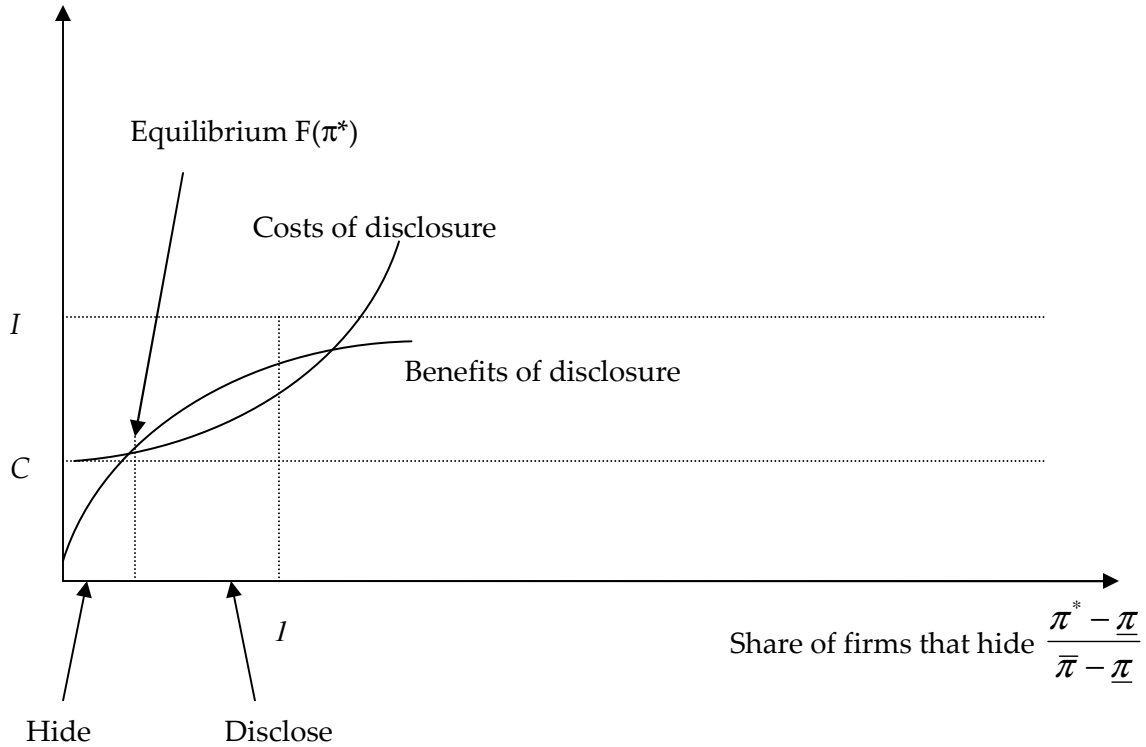 Equilibrium F(π*)
Costs of disclosure
I
Benefits of disclosure
C
1
Share of firms that hide (π* − π̲) / (π̅ − π̲)
Hide
Disclose